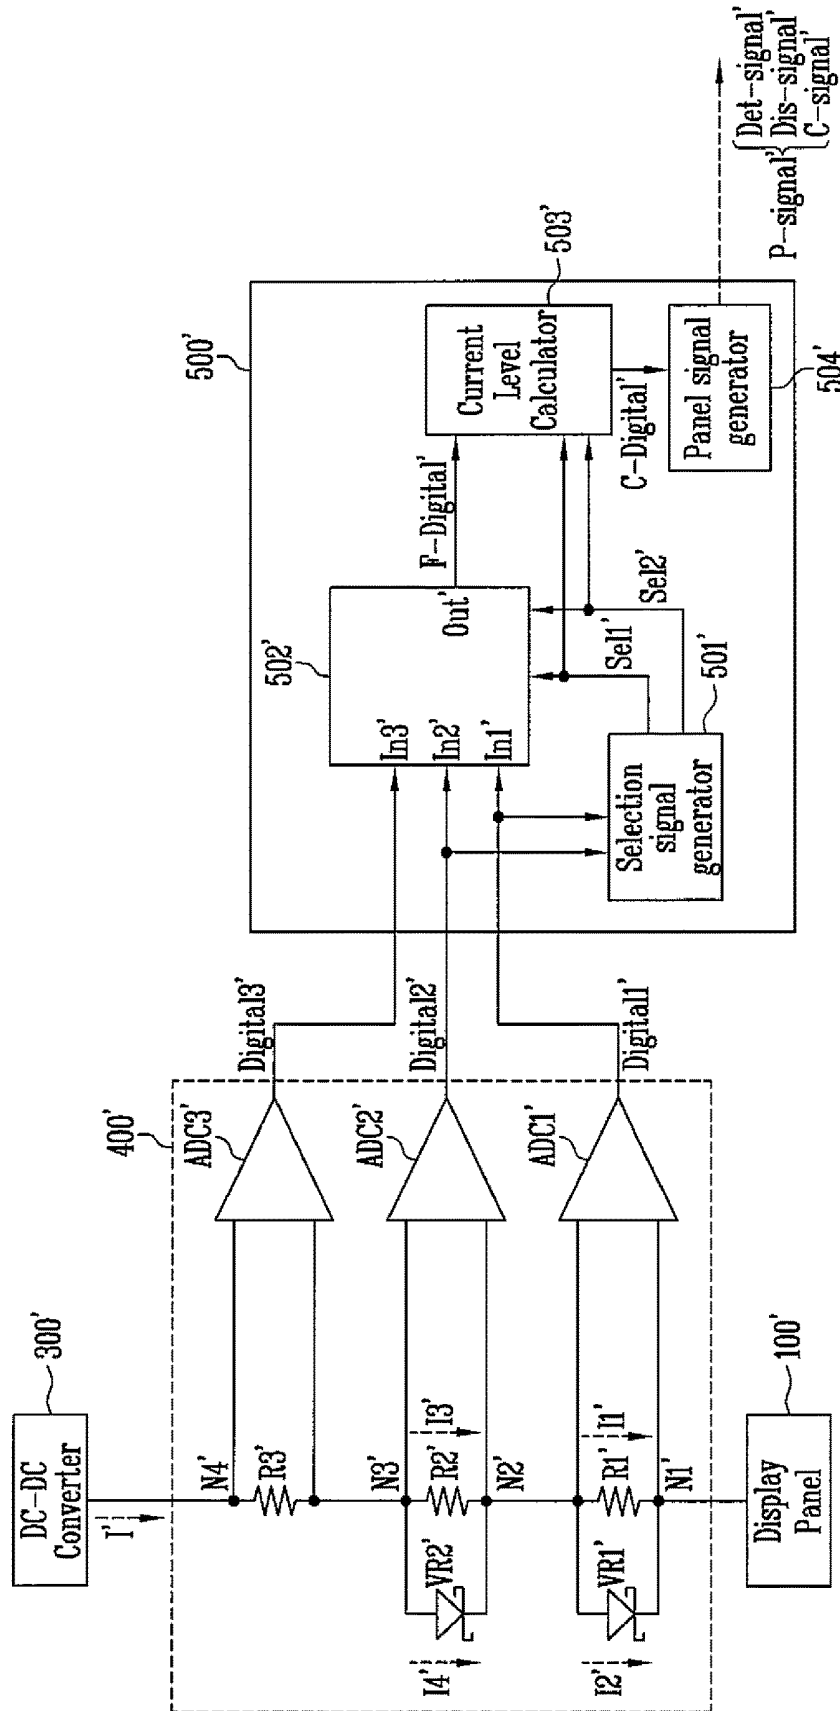 300'
DC-DC
Converter
I'
400'
N4'
R3'
ADC3'
Digital3'
N3'
I3'
R2'
VR2'
I4'
N2'
ADC2'
Digital2'
I1'
R1'
VR1'
I2'
N1'
ADC1'
Digital1'
Display
Panel
100'
500'
502'
In3'
In2'
In1'
Out'
F-Digital'
Current
Level
Calculator
503'
Sel1'
Sel2'
C-Digital'
Selection
signal
generator
501'
Panel signal
generator
504'
P-signal'
Det-signal'
Dis-signal'
C-signal'